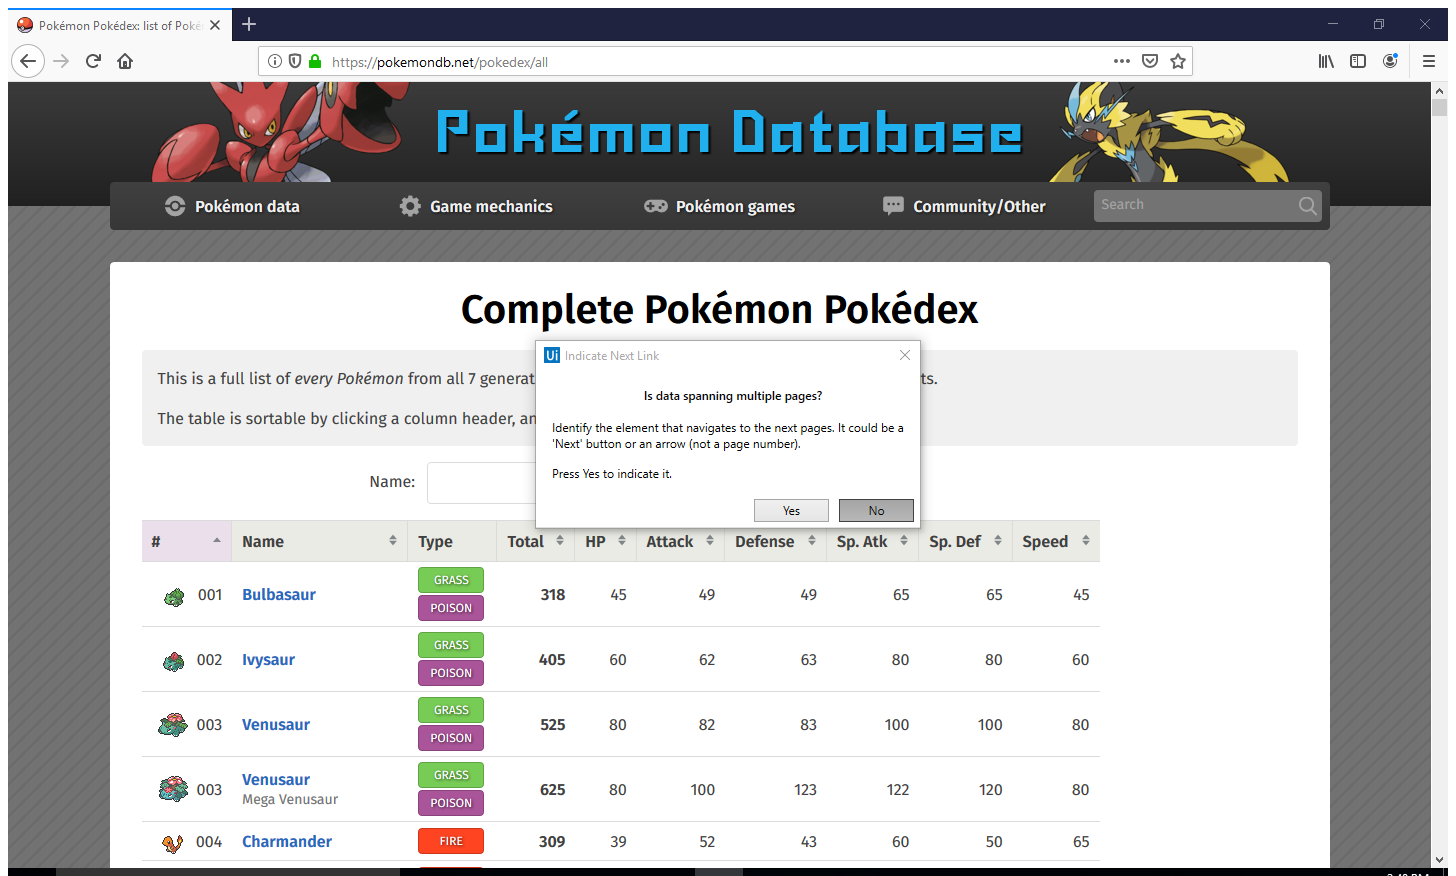 Pokémon Pokédex: list of Poké
https://pokemondb.net/pokedex/all
Pokémon Database
Pokémon data
Game mechanics
Pokémon games
Community/Other
Search
Complete Pokémon Pokédex
This is a full list of every Pokémon from all 7 generat
ts.
The table is sortable by clicking a column header, an
Ui Indicate Next Link
Is data spanning multiple pages?
Identify the element that navigates to the next pages. It could be a
'Next' button or an arrow (not a page number).
Press Yes to indicate it.
Yes No
Name:
# Name Type Total HP Attack Defense Sp. Atk Sp. Def Speed
001 Bulbasaur GRASS POISON 318 45 49 49 65 65 45
002 Ivysaur GRASS POISON 405 60 62 63 80 80 60
003 Venusaur GRASS POISON 525 80 82 83 100 100 80
003 Venusaur Mega Venusaur GRASS POISON 625 80 100 123 122 120 80
004 Charmander FIRE 309 39 52 43 60 50 65